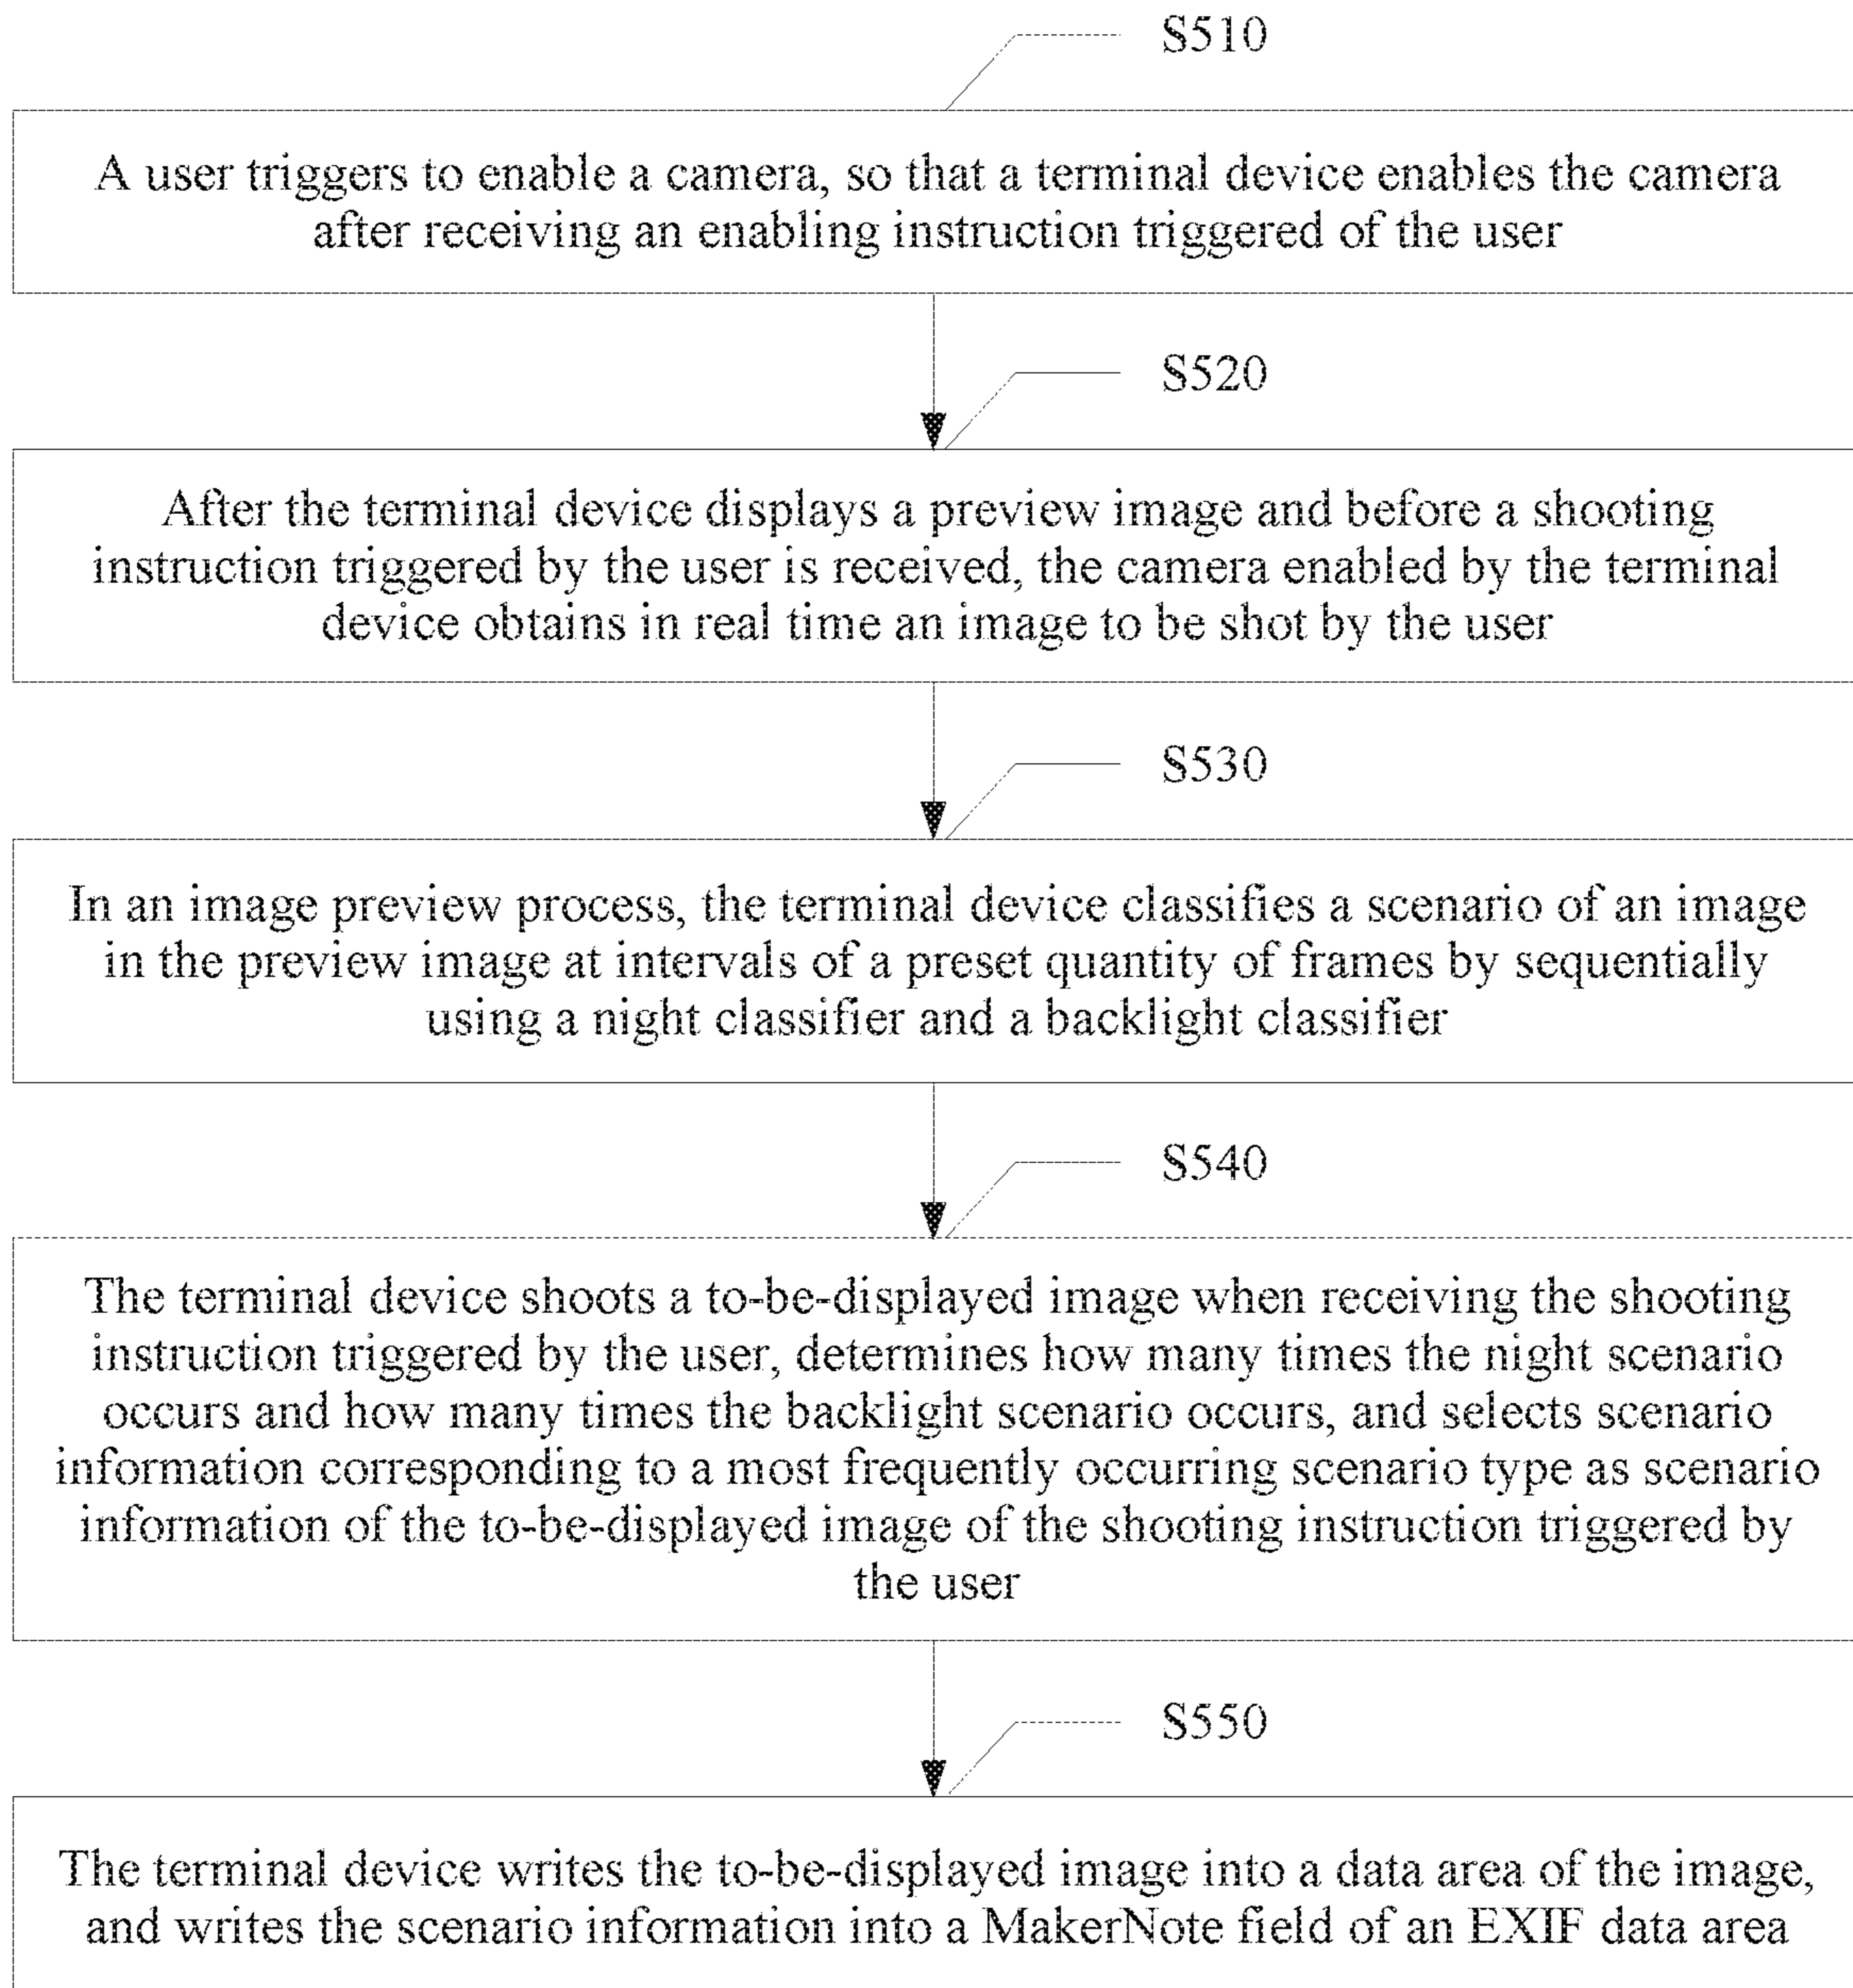 S510
A user triggers to enable a camera, so that a terminal device enables the camera
after receiving an enabling instruction triggered of the user
S520
After the terminal device displays a preview image and before a shooting
instruction triggered by the user is received, the camera enabled by the terminal
device obtains in real time an image to be shot by the user
S530
In an image preview process, the terminal device classifies a scenario of an image
in the preview image at intervals of a preset quantity of frames by sequentially
using a night classifier and a backlight classifier
S540
The terminal device shoots a to-be-displayed image when receiving the shooting
instruction triggered by the user, determines how many times the night scenario
occurs and how many times the backlight scenario occurs, and selects scenario
information corresponding to a most frequently occurring scenario type as scenario
information of the to-be-displayed image of the shooting instruction triggered by
the user
S550
The terminal device writes the to-be-displayed image into a data area of the image,
and writes the scenario information into a MakerNote field of an EXIF data area